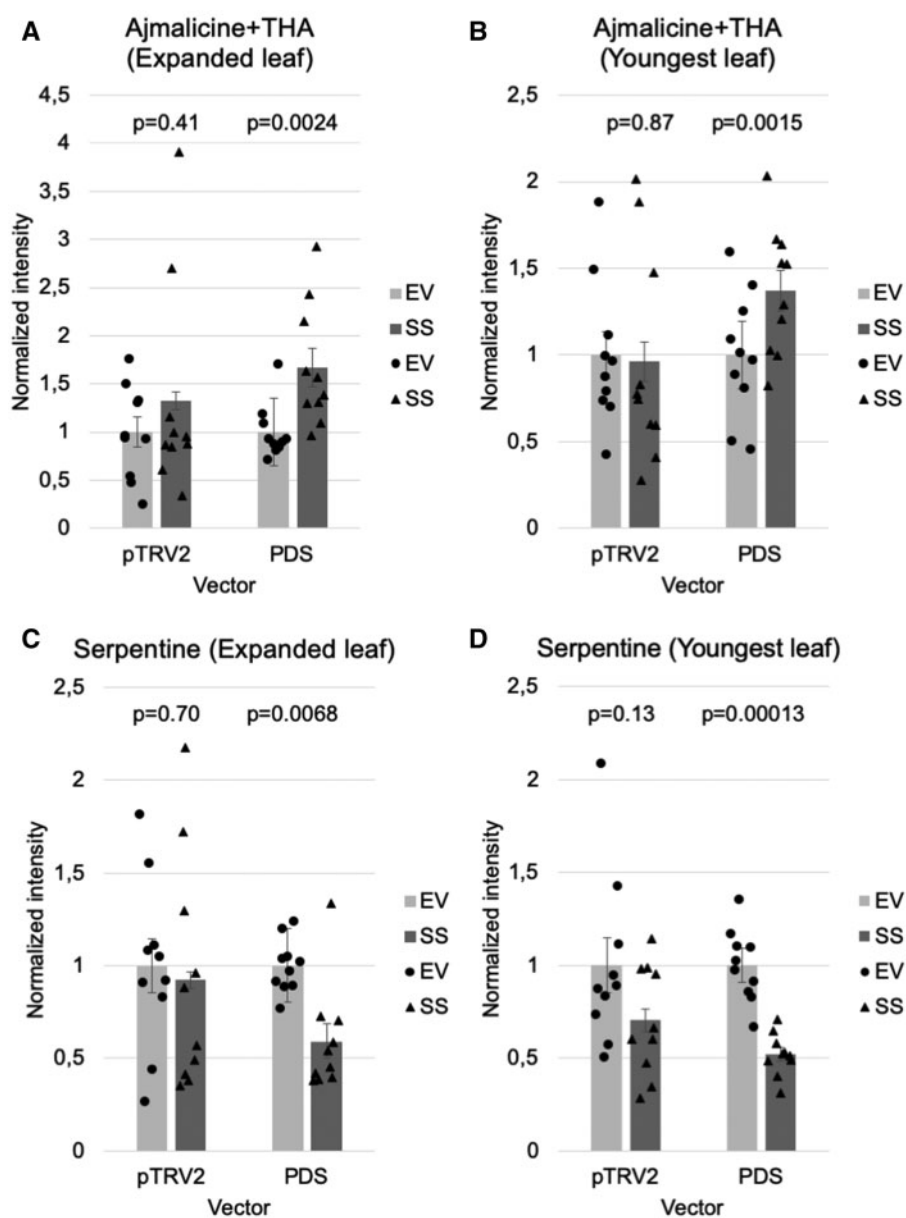 A
Ajmalicine+THA
(Expanded leaf)
4,5
4
3,5
3
2,5
2
1,5
1
0,5
0
Normalized intensity
p=0.41
p=0.0024
pTRV2
PDS
Vector
EV
SS
EV
SS
B
Ajmalicine+THA
(Youngest leaf)
2,5
2
1,5
1
0,5
0
Normalized intensity
p=0.87
p=0.0015
pTRV2
PDS
Vector
EV
SS
EV
SS
C
Serpentine (Expanded leaf)
2,5
2
1,5
1
0,5
0
Normalized intensity
p=0.70
p=0.0068
pTRV2
PDS
Vector
EV
SS
EV
SS
D
Serpentine (Youngest leaf)
2,5
2
1,5
1
0,5
0
Normalized intensity
p=0.13
p=0.00013
pTRV2
PDS
Vector
EV
SS
EV
SS